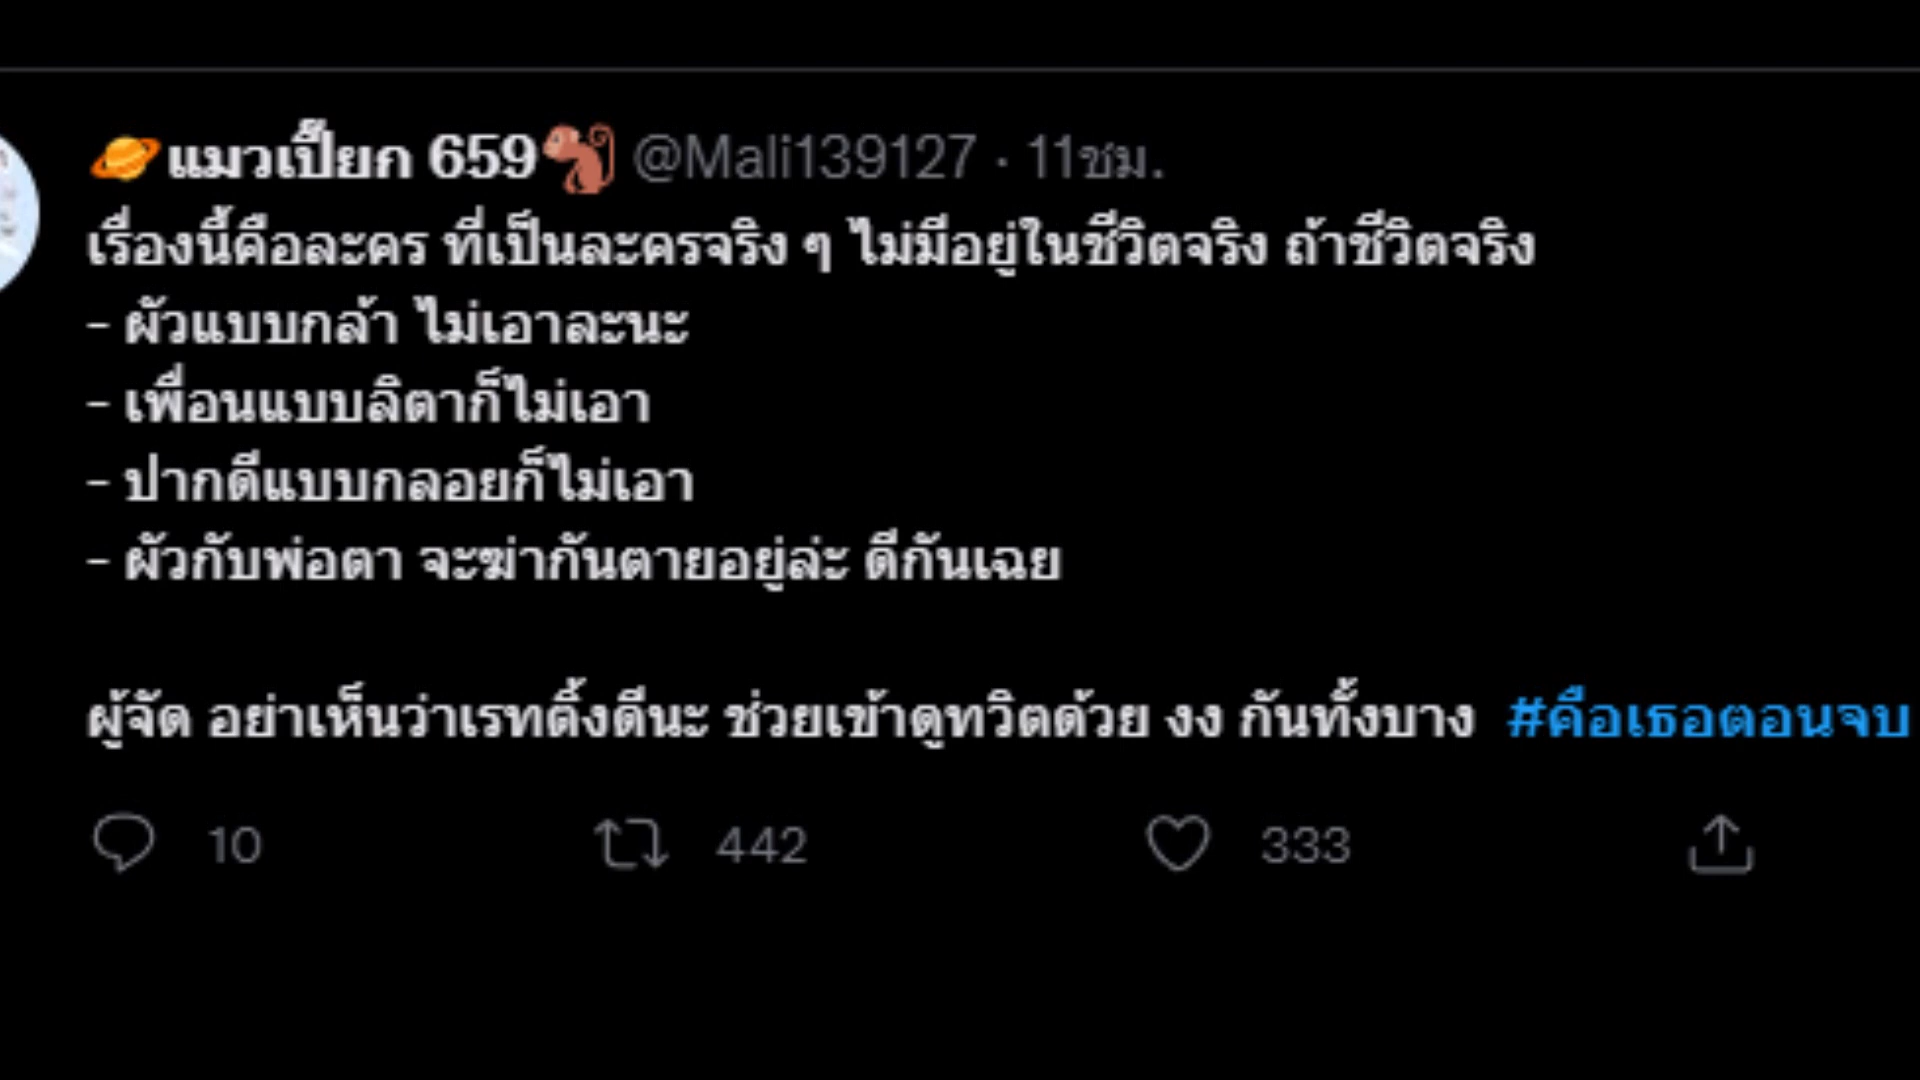 🪐แมวเปี๊ยก 659🐒 @Mali139127 · 11ชม.
เรื่องนี้คือละคร ที่เป็นละครจริง ๆ ไม่มีอยู่ในชีวิตจริง ถ้าชีวิตจริง
- ผัวแบบกล้า ไม่เอาละนะ
- เพื่อนแบบลิตาก็ไม่เอา
- ปากดีแบบกลอยก็ไม่เอา
- ผัวกับพ่อตา จะฆ่ากันตายอยู่ล่ะ ดีกันเฉย
ผู้จัด อย่าเห็นว่าเรทติ้งดีนะ ช่วยเข้าดูทวิตด้วย งง กันทั้งบาง #คือเธอตอนจบ
10 442 333